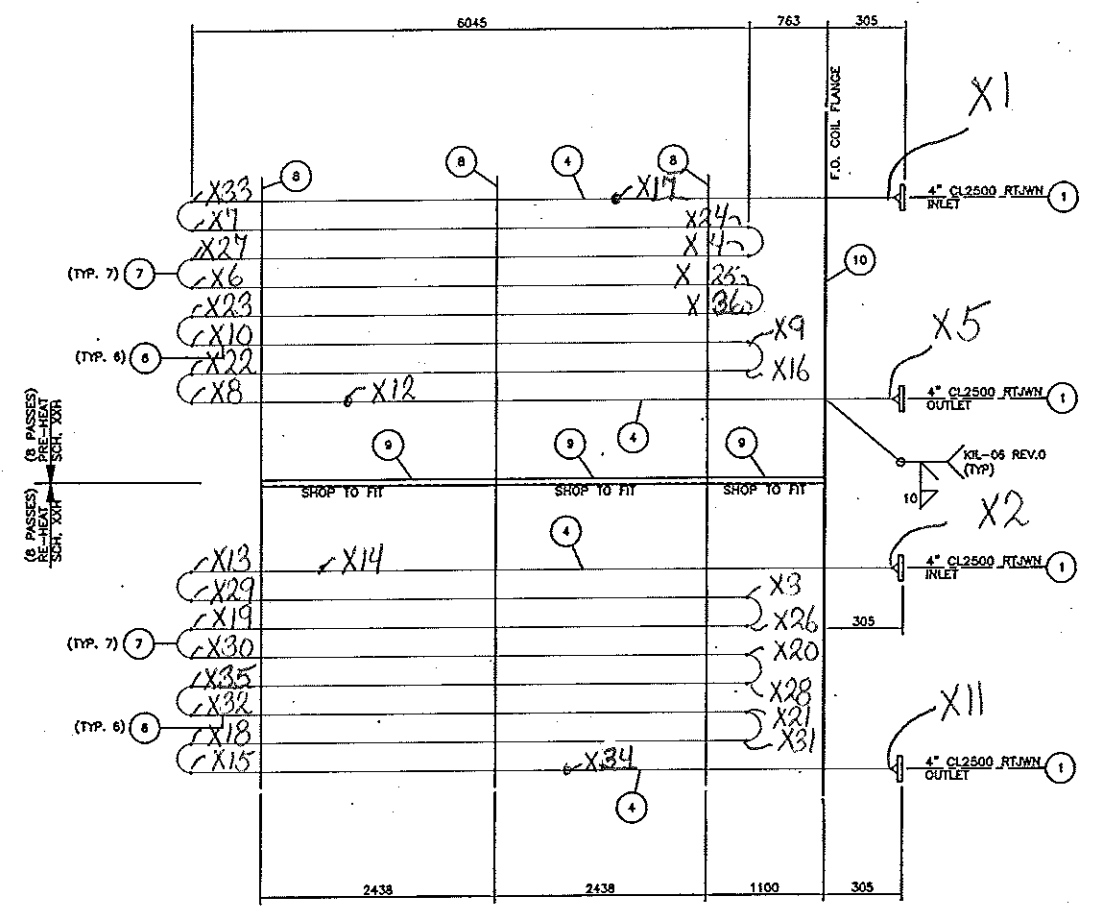 6045 763 305
F.O. COIL FLANGE
X1
8 8 4 8
X33 X17 4" CL2500 RTJWN 1
INLET
X7 X24
X27 X4
10
(TYP. 7) 7 X6 X25
X23 X36
X10 X9 X5
(TYP. 6) 6 X22 X16
X8 X12 4" CL2500 RTJWN 1
OUTLET
4
(8 PASSES)
PRE-HEAT
SCH. XXH
9 9 9
KIL-06 REV.0
(TYP)
10
SHOP TO FIT SHOP TO FIT SHOP TO FIT
(8 PASSES)
RE-HEAT
SCH. XXH
X2
4
X13 X14 4" CL2500 RTJWN 1
INLET
X29 X3
X19 X26 305
(TYP. 7) 7 X30 X20
X35 X28
X32 X21 X11
(TYP. 6) 6 X18 X31
X15 X34 4" CL2500 RTJWN 1
OUTLET
4
2438 2438 1100 305